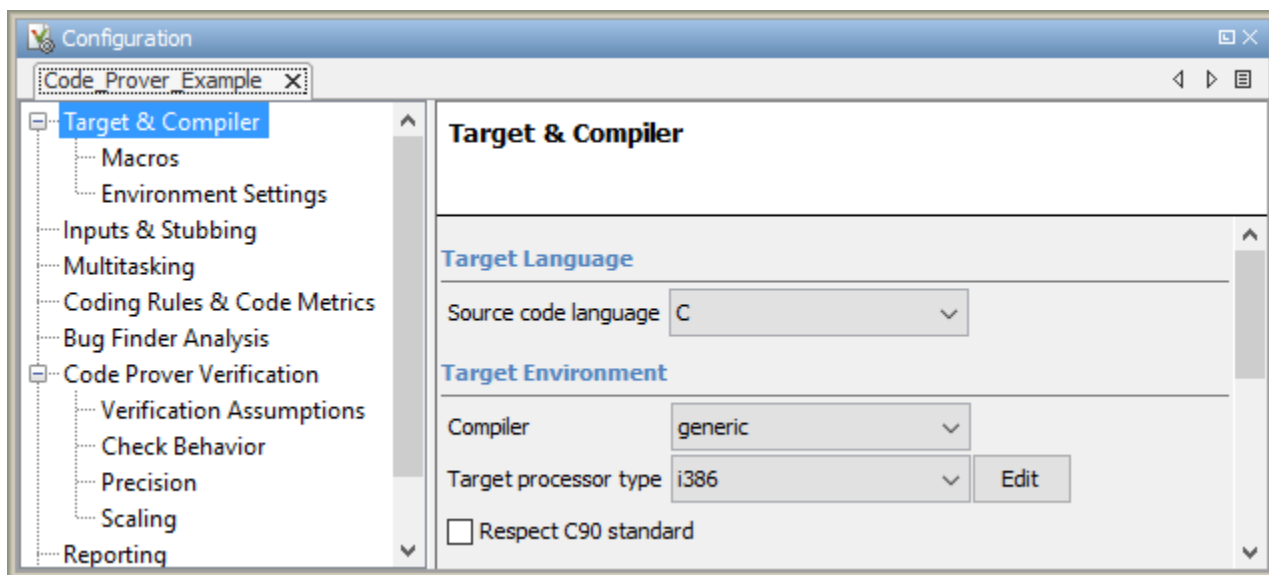 Configuration
Code_Prover_Example
Target & Compiler
Macros
Environment Settings
Inputs & Stubbing
Multitasking
Coding Rules & Code Metrics
Bug Finder Analysis
Code Prover Verification
Verification Assumptions
Check Behavior
Precision
Scaling
Reporting
Target & Compiler
Target Language
Source code language C
Target Environment
Compiler generic
Target processor type i386 Edit
Respect C90 standard